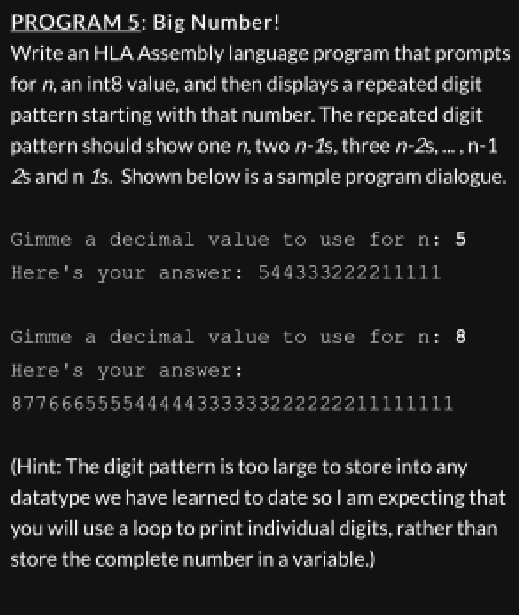 PROGRAM 5: Big Number!
Write an HLA Assembly language program that prompts
for n, an int8 value, and then displays a repeated digit
pattern starting with that number. The repeated digit
pattern should show one n, two n-1s, three n-2s, ... , n-1
2s and n 1s. Shown below is a sample program dialogue.
Gimme a decimal value to use for n: 5
Here's your answer: 544333222211111
Gimme a decimal value to use for n: 8
Here's your answer:
877666555544444333333222222211111111
(Hint: The digit pattern is too large to store into any
datatype we have learned to date so I am expecting that
you will use a loop to print individual digits, rather than
store the complete number in a variable.)